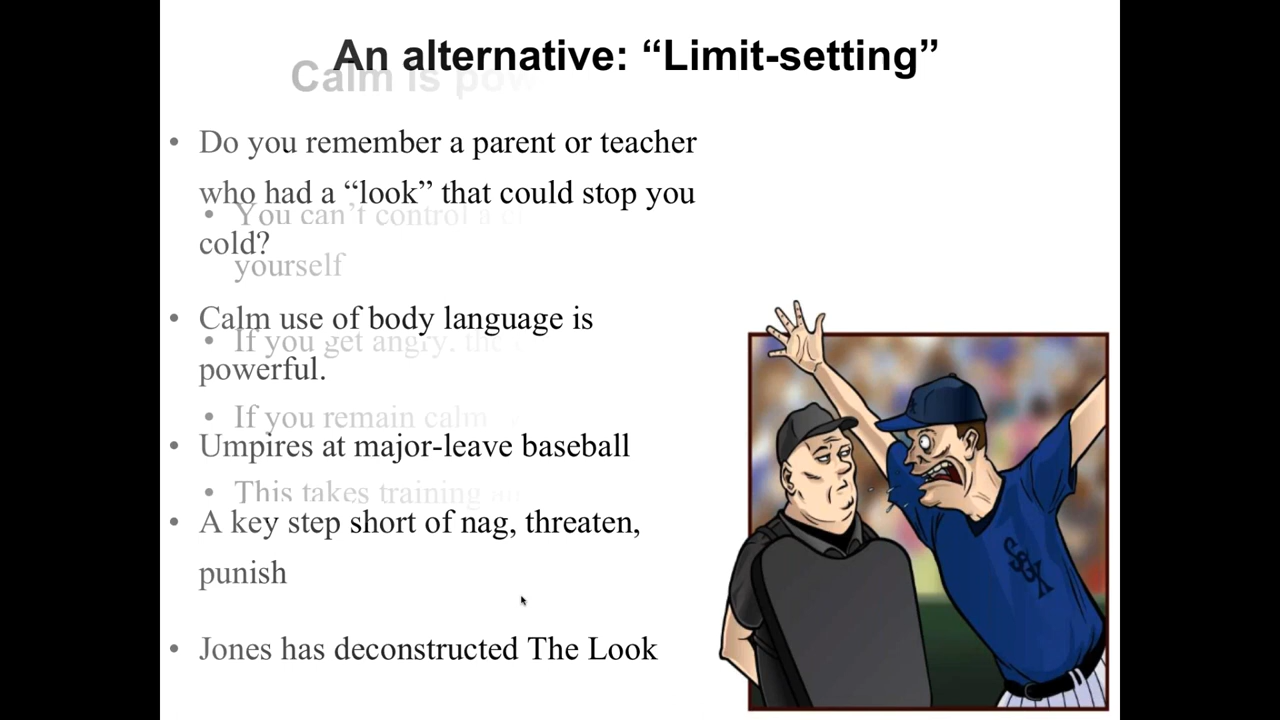 An alternative: “Limit-setting”
Calm is pow
• Do you remember a parent or teacher
who had a “look” that could stop you
• You can’t control a
cold?
yourself
• Calm use of body language is
• If you get angry, the
powerful.
• If you remain calm
• Umpires at major-leave baseball
• This takes training
• A key step short of nag, threaten,
punish
• Jones has deconstructed The Look
SOX